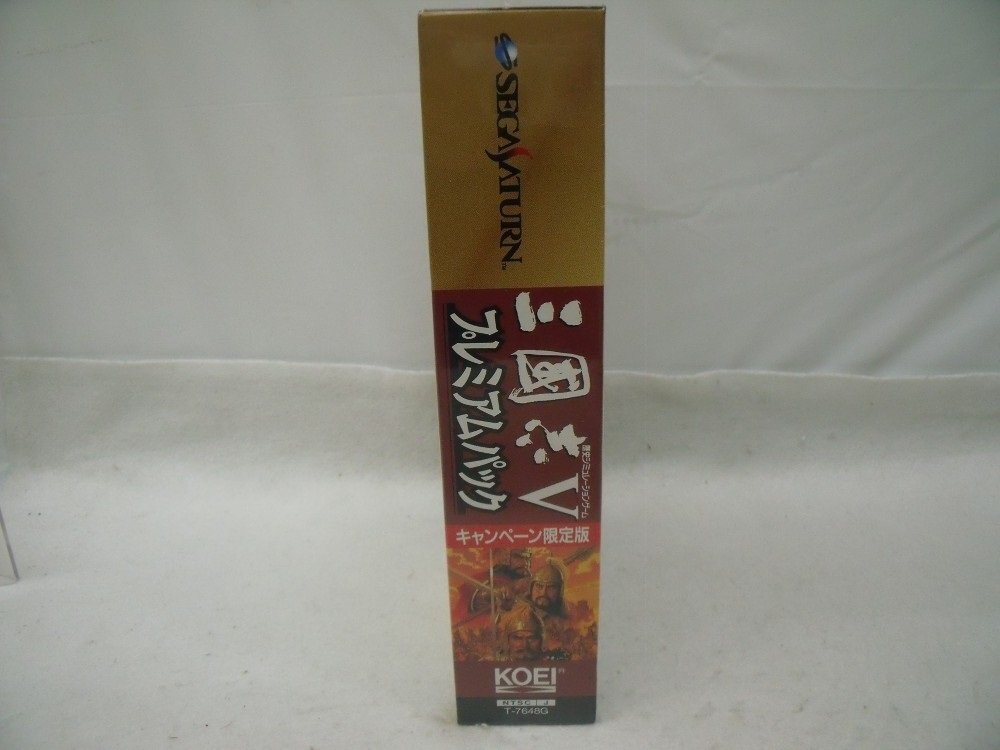 SEGA SATURN™
三國志V
歴史シミュレーションゲーム
プレミアムパック
キャンペーン限定版
KOEI®
NTSC J
T-7648G